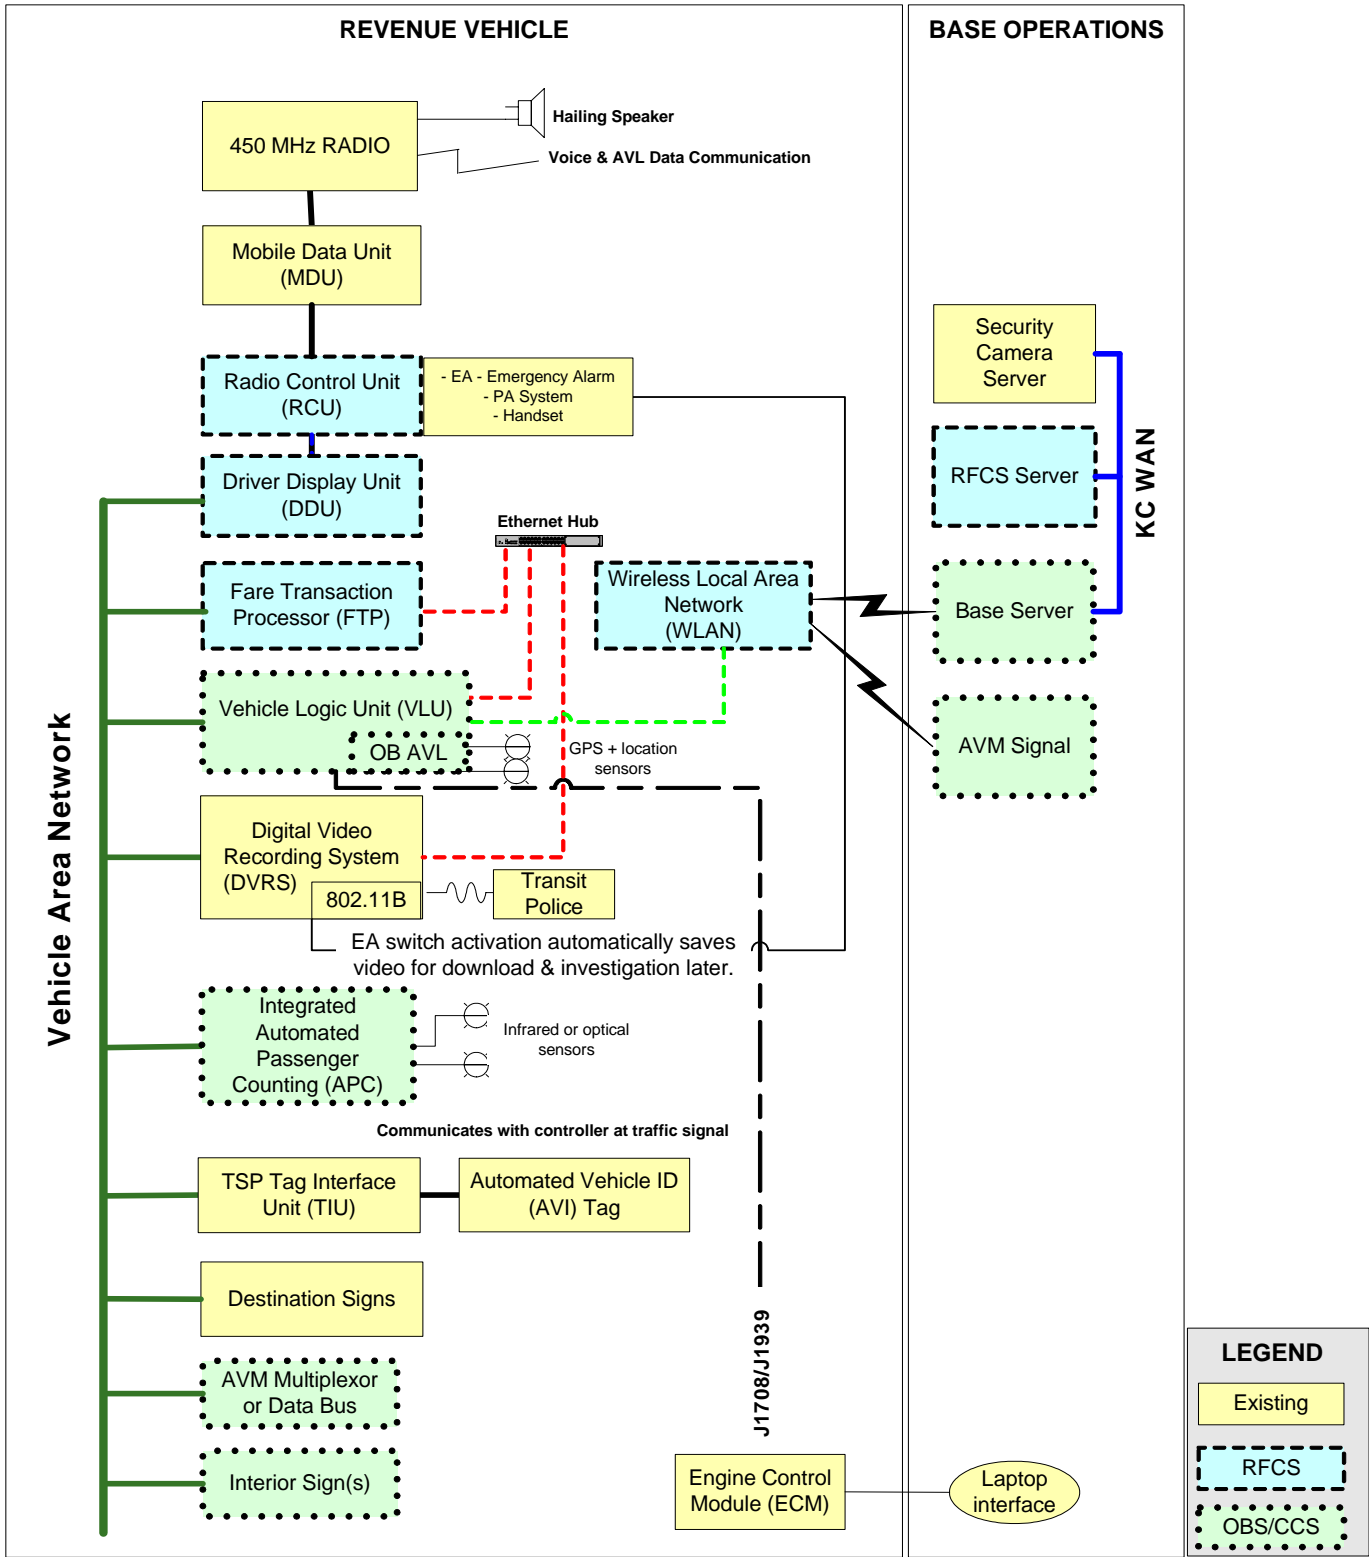 REVENUE VEHICLE
BASE OPERATIONS
Hailing Speaker
450 MHz RADIO
Voice & AVL Data Communication
Mobile Data Unit
(MDU)
Radio Control Unit
(RCU)
- EA - Emergency Alarm
- PA System
- Handset
Driver Display Unit
(DDU)
Ethernet Hub
Fare Transaction
Processor (FTP)
Wireless Local Area
Network
(WLAN)
Vehicle Logic Unit (VLU)
OB AVL
GPS + location
sensors
Digital Video
Recording System
(DVRS)
802.11B
Transit
Police
EA switch activation automatically saves
video for download & investigation later.
Integrated
Automated
Passenger
Counting (APC)
Infrared or optical
sensors
Communicates with controller at traffic signal
TSP Tag Interface
Unit (TIU)
Automated Vehicle ID
(AVI) Tag
Destination Signs
AVM Multiplexor
or Data Bus
Interior Sign(s)
Vehicle Area Network
J1708/J1939
Engine Control
Module (ECM)
Security
Camera
Server
RFCS Server
Base Server
AVM Signal
KC WAN
Laptop
interface
LEGEND
Existing
RFCS
OBS/CCS